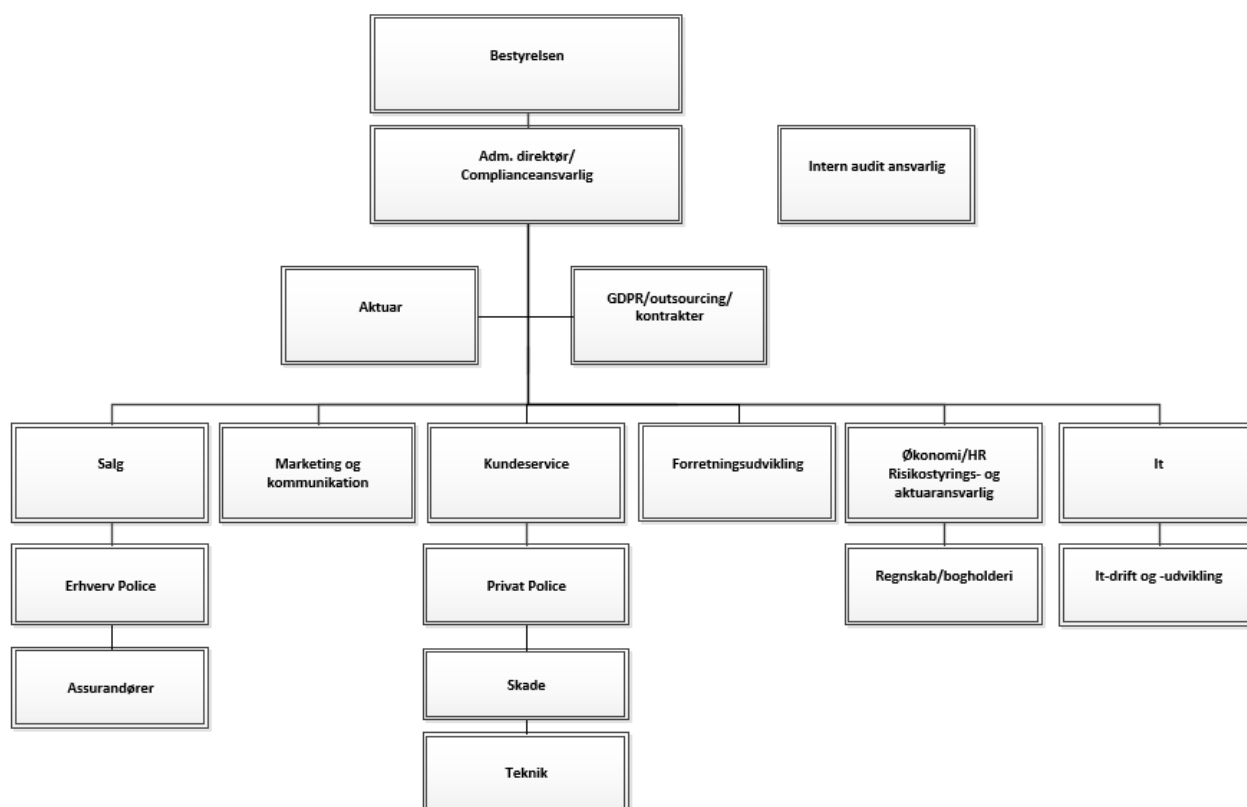 Bestyrelsen
Adm. direktør/
Complianceansvarlig
Intern audit ansvarlig
Aktuar
GDPR/outsourcing/
kontrakter
Salg
Marketing og
kommunikation
Kundeservice
Forretningsudvikling
Økonomi/HR
Risikostyrings- og
aktuaransvarlig
It
Erhverv Police
Privat Police
Regnskab/bogholderi
It-drift og -udvikling
Assurandører
Skade
Teknik